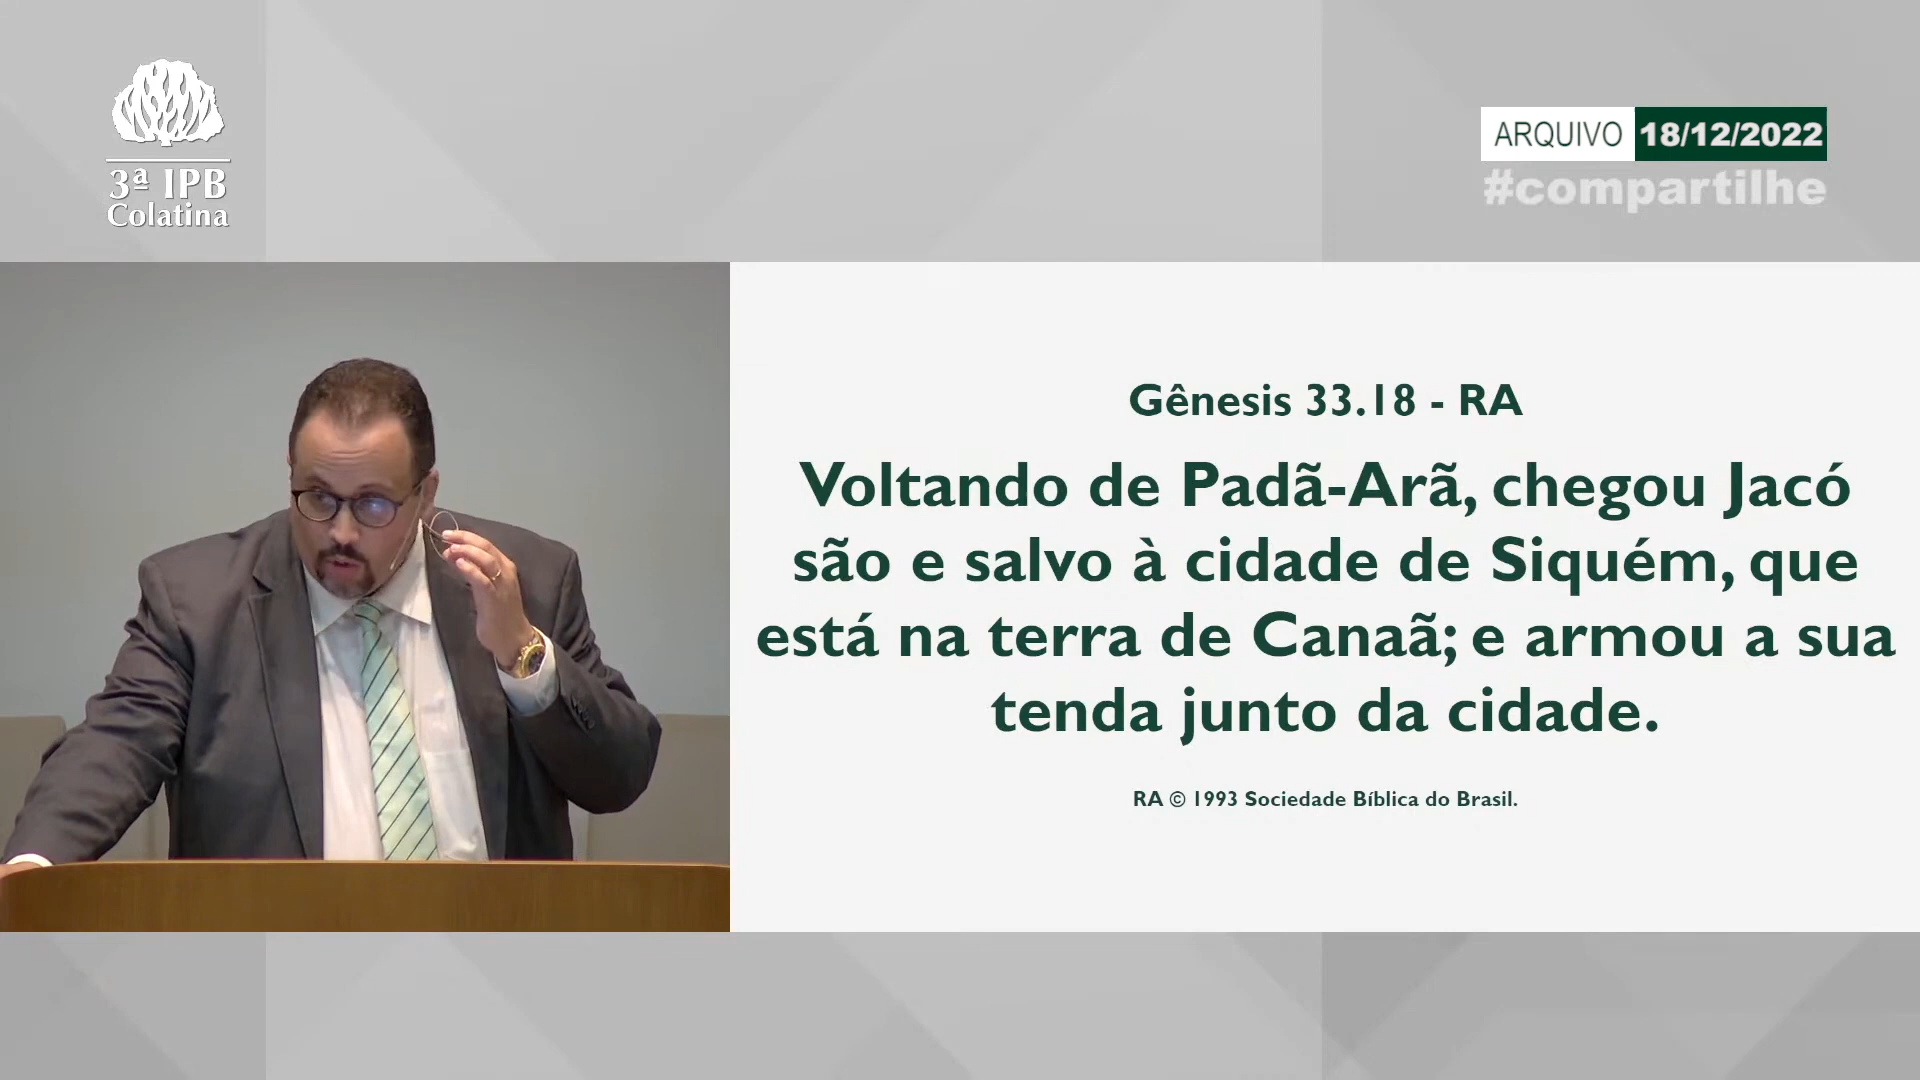 3ª IPB
Colatina
ARQUIVO 18/12/2022
#compartilhe
Gênesis 33.18 - RA
Voltando de Padã-Arã, chegou Jacó
são e salvo à cidade de Siquém, que
está na terra de Canaã; e armou a sua
tenda junto da cidade.
RA © 1993 Sociedade Bíblica do Brasil.